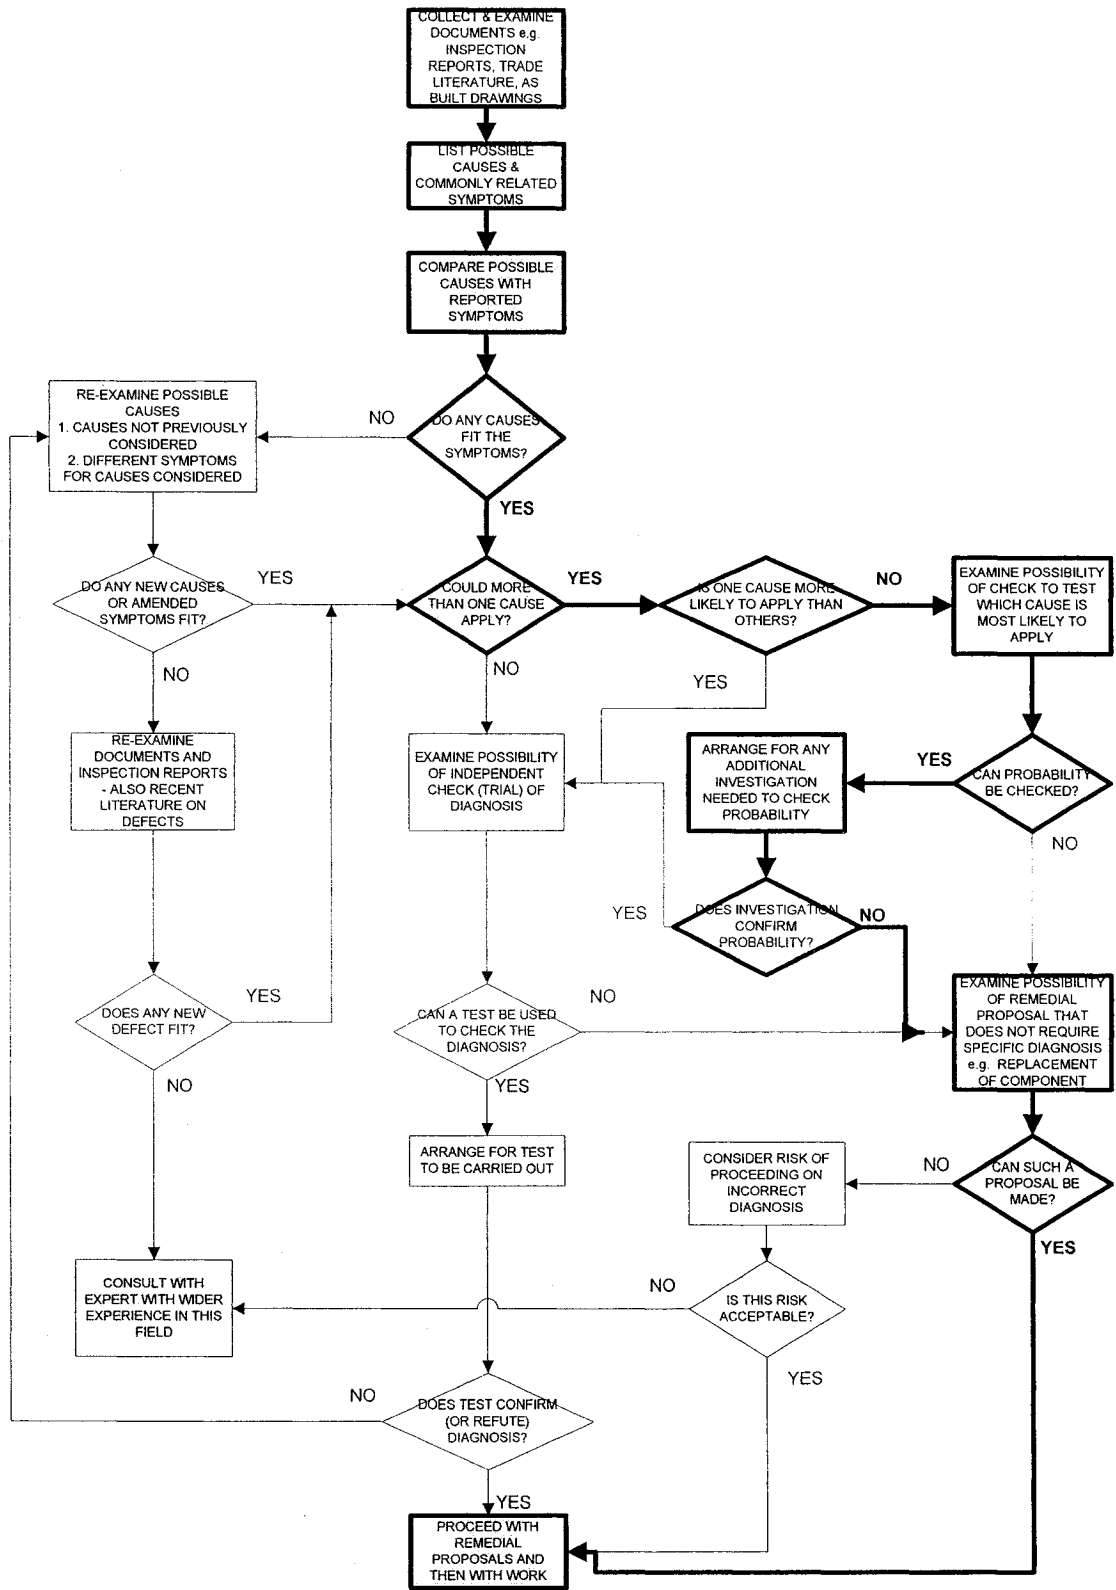 COLLECT & EXAMINE
DOCUMENTS e.g.
INSPECTION
REPORTS, TRADE
LITERATURE, AS
BUILT DRAWINGS
LIST POSSIBLE
CAUSES &
COMMONLY RELATED
SYMPTOMS
COMPARE POSSIBLE
CAUSES WITH
REPORTED
SYMPTOMS
RE-EXAMINE POSSIBLE
CAUSES
1. CAUSES NOT PREVIOUSLY
CONSIDERED
2. DIFFERENT SYMPTOMS
FOR CAUSES CONSIDERED
NO
DO ANY CAUSES
FIT THE
SYMPTOMS?
YES
DO ANY NEW CAUSES
OR AMENDED
SYMPTOMS FIT?
YES
NO
COULD MORE
THAN ONE CAUSE
APPLY?
YES
NO
IS ONE CAUSE MORE
LIKELY TO APPLY THAN
OTHERS?
NO
YES
EXAMINE POSSIBILITY
OF CHECK TO TEST
WHICH CAUSE IS
MOST LIKELY TO
APPLY
RE-EXAMINE
DOCUMENTS AND
INSPECTION REPORTS
- ALSO RECENT
LITERATURE ON
DEFECTS
EXAMINE POSSIBILITY
OF INDEPENDENT
CHECK (TRIAL) OF
DIAGNOSIS
ARRANGE FOR ANY
ADDITIONAL
INVESTIGATION
NEEDED TO CHECK
PROBABILITY
YES
CAN PROBABILITY
BE CHECKED?
NO
YES
DOES INVESTIGATION
CONFIRM
PROBABILITY?
NO
DOES ANY NEW
DEFECT FIT?
YES
NO
CAN A TEST BE USED
TO CHECK THE
DIAGNOSIS?
NO
YES
EXAMINE POSSIBILITY
OF REMEDIAL
PROPOSAL THAT
DOES NOT REQUIRE
SPECIFIC DIAGNOSIS
e.g. REPLACEMENT
OF COMPONENT
ARRANGE FOR TEST
TO BE CARRIED OUT
CONSIDER RISK OF
PROCEEDING ON
INCORRECT
DIAGNOSIS
NO
CAN SUCH A
PROPOSAL BE
MADE?
YES
CONSULT WITH
EXPERT WITH WIDER
EXPERIENCE IN THIS
FIELD
NO
IS THIS RISK
ACCEPTABLE?
YES
NO
DOES TEST CONFIRM
(OR REFUTE)
DIAGNOSIS?
YES
PROCEED WITH
REMEDIAL
PROPOSALS AND
THEN WITH WORK